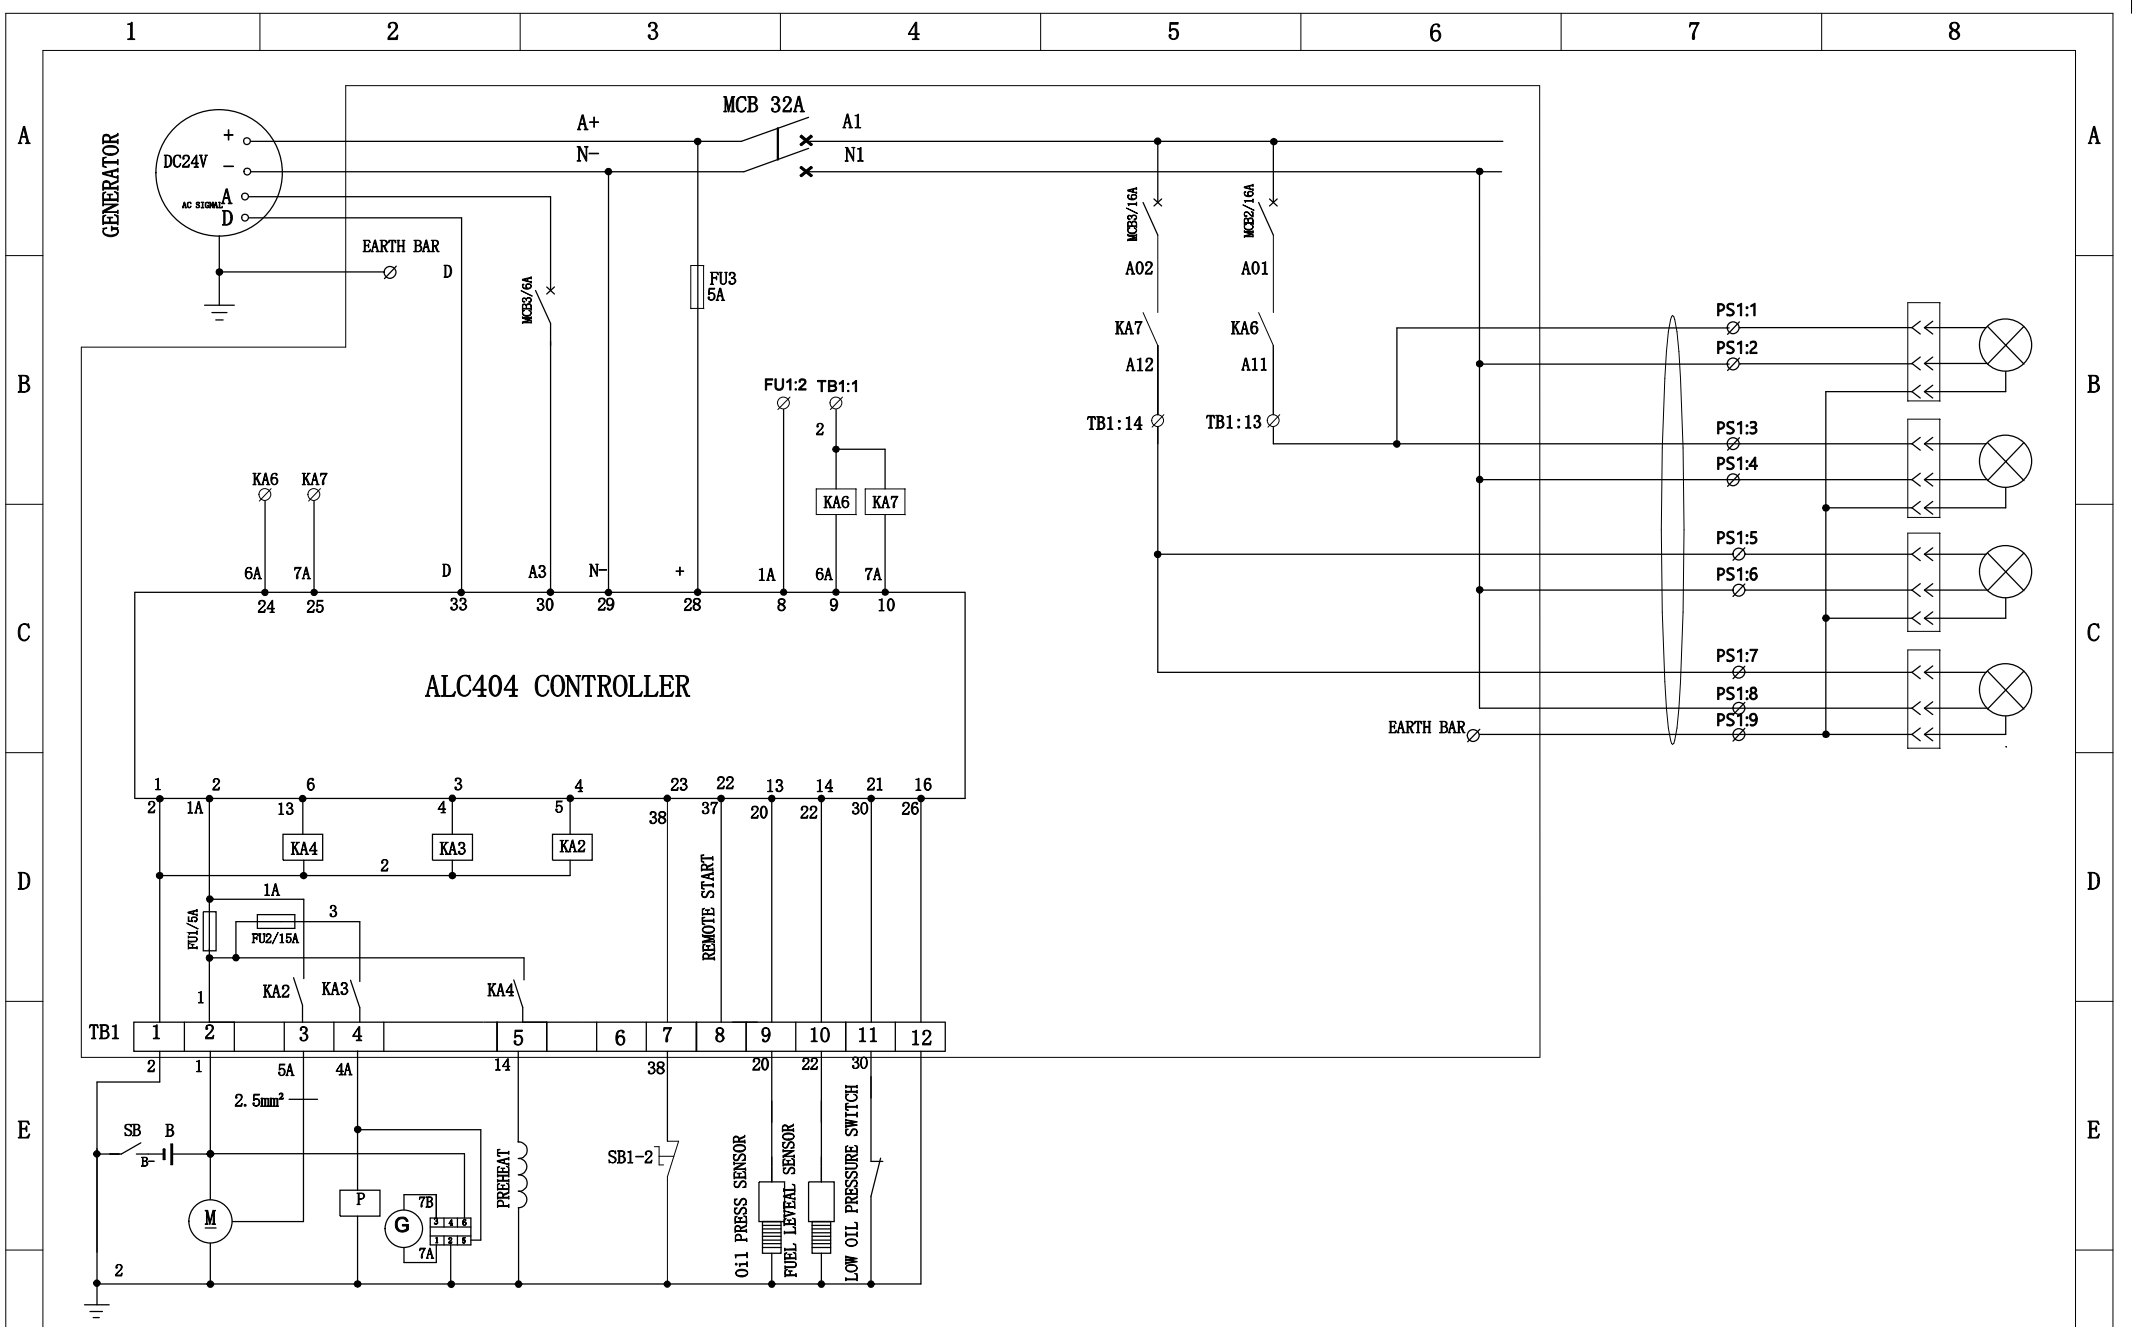 1 2 3 4 5 6 7 8
A
A
GENERATOR
DC24V
+
−
AC SIGNAL
A
D
A+
N−
MCB 32A
A1
N1
EARTH BAR
D
MCB3/6A
FU3
5A
MCB3/16A
MCB2/16A
A02
A01
KA7
KA6
A12
A11
TB1:14
TB1:13
B
B
PS1:1
PS1:2
PS1:3
PS1:4
PS1:5
PS1:6
PS1:7
PS1:8
PS1:9
EARTH BAR
FU1:2
TB1:1
2
KA6
KA7
KA6
KA7
6A
7A
D
A3
N−
+
1A
6A
7A
24
25
33
30
29
28
8
9
10
C
C
ALC404 CONTROLLER
1
2
6
3
4
23
22
13
14
21
16
2
1A
13
4
5
38
37
20
22
30
26
KA4
KA3
KA2
2
D
D
1A
3
FU1/5A
FU2/15A
REMOTE START
1
KA2
KA3
KA4
TB1
1
2
3
4
5
6
7
8
9
10
11
12
2
1
5A
4A
14
38
20
22
30
2.5mm²
E
E
SB
B
B−
M
P
G
7B
3 4 6
1 2 5
7A
PREHEAT
SB1-2
Oil PRESS SENSOR
FUEL LEVEAL SENSOR
LOW OIL PRESSURE SWITCH
2